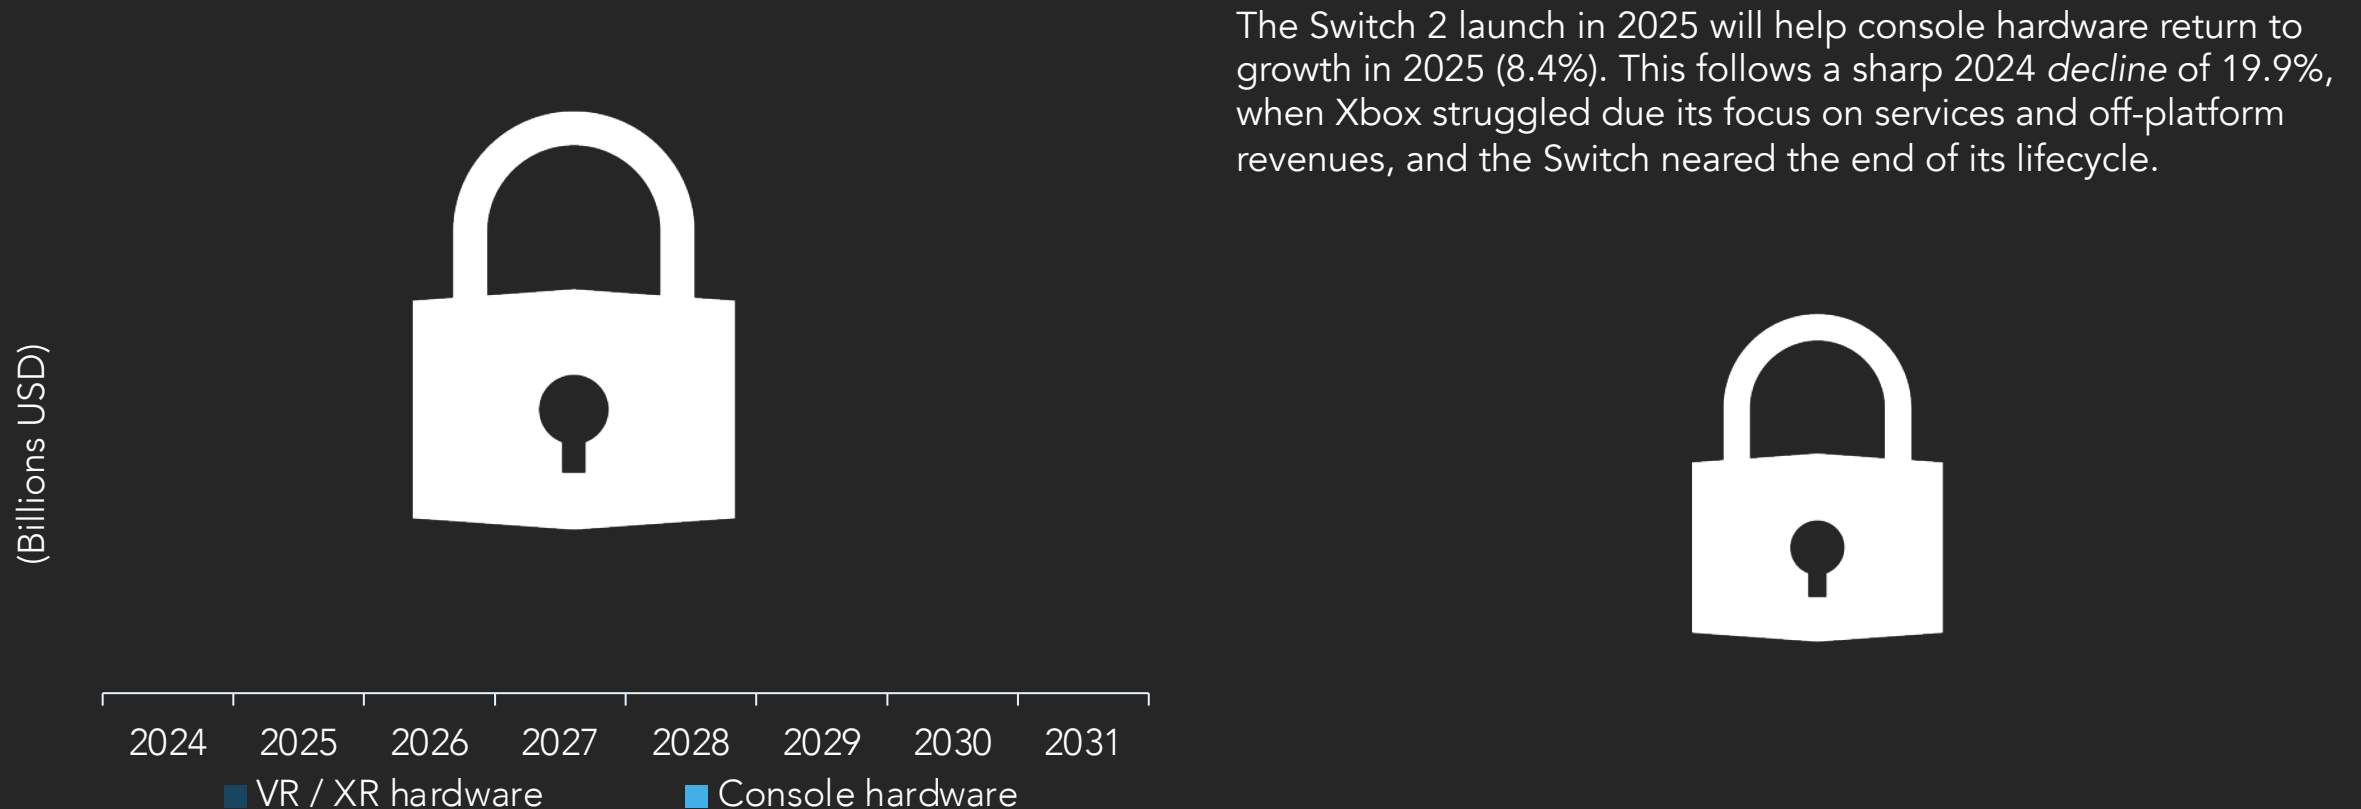 The Switch 2 launch in 2025 will help console hardware return to
growth in 2025 (8.4%). This follows a sharp 2024 decline of 19.9%,
when Xbox struggled due its focus on services and off-platform
revenues, and the Switch neared the end of its lifecycle.
(Billions USD)
2024 2025 2026 2027 2028 2029 2030 2031
VR / XR hardware Console hardware